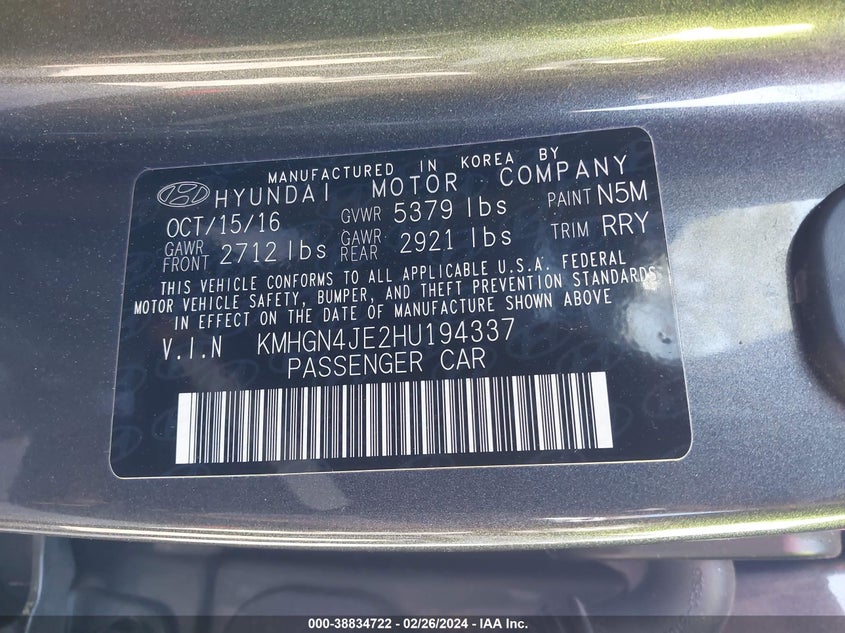 MANUFACTURED IN KOREA BY
HYUNDAI MOTOR COMPANY
OCT/15/16 GVWR 5379 lbs PAINT N5M
GAWR FRONT 2712 lbs GAWR REAR 2921 lbs TRIM RRY
THIS VEHICLE CONFORMS TO ALL APPLICABLE U.S.A. FEDERAL
MOTOR VEHICLE SAFETY, BUMPER, AND THEFT PREVENTION STANDARDS
IN EFFECT ON THE DATE OF MANUFACTURE SHOWN ABOVE
V.I.N KMHGN4JE2HU194337
PASSENGER CAR
000-38834722 - 02/26/2024 - IAA Inc.